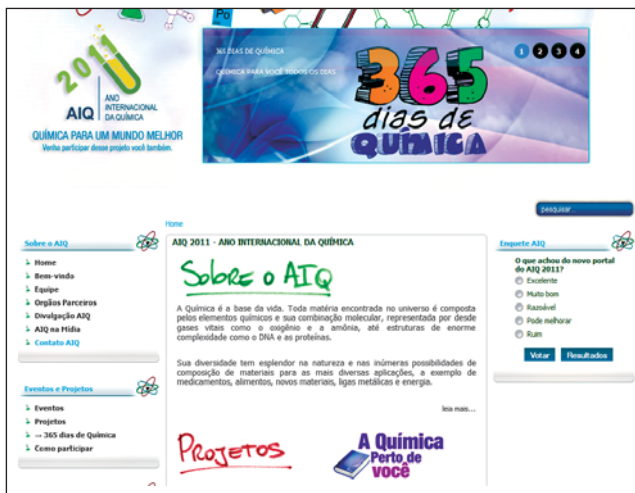 Po
2011
AIQ
ANO
INTERNACIONAL
DA QUÍMICA
QUÍMICA PARA UM MUNDO MELHOR
Venha participar desse projeto você também.
365 DIAS DE QUÍMICA
QUÍMICA PARA VOCÊ TODOS OS DIAS
365
dias de
QUÍMICA
1 2 3 4
pesquisar...
Home
Sobre o AIQ
Home
Bem-vindo
Equipe
Orgãos Parceiros
Divulgação AIQ
AIQ na Mídia
Contato AIQ
Eventos e Projetos
Eventos
Projetos
→ 365 dias de Química
Como participar
AIQ 2011 - ANO INTERNACIONAL DA QUÍMICA
Sobre o AIQ
A Química é a base da vida. Toda matéria encontrada no universo é composta
pelos elementos químicos e sua combinação molecular, representada por desde
gases vitais como o oxigênio e a amônia, até estruturas de enorme
complexidade como o DNA e as proteínas.
Sua diversidade tem esplendor na natureza e nas inúmeras possibilidades de
composição de materiais para as mais diversas aplicações, a exemplo de
medicamentos, alimentos, novos materiais, ligas metálicas e energia.
leia mais...
Projetos
A Química
Perto de
você
Enquete AIQ
O que achou do novo portal
do AIQ 2011?
Excelente
Muito bom
Razoável
Pode melhorar
Ruim
Votar Resultados